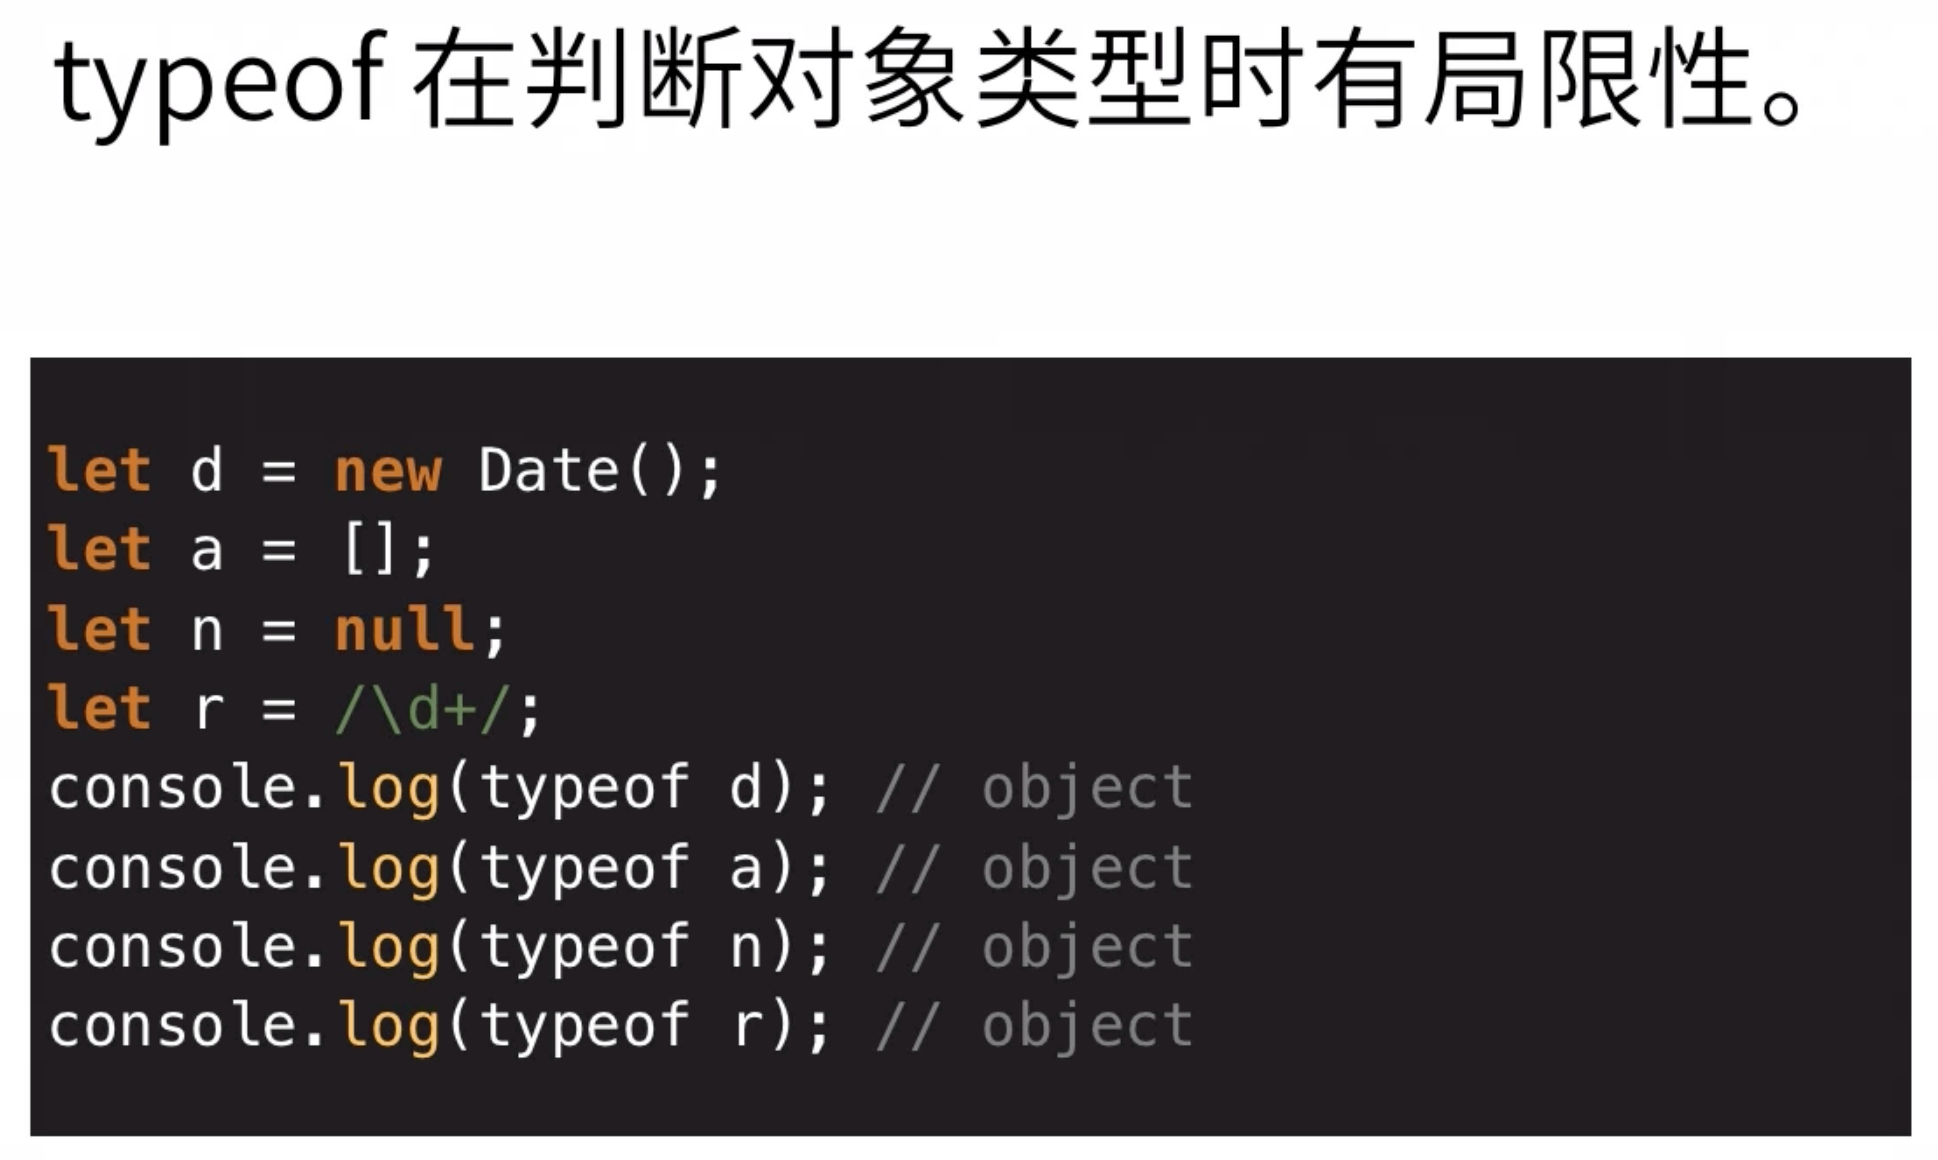 typeof 在判断对象类型时有局限性。
let d = new Date();
let a = [];
let n = null;
let r = /\d+/;
console.log(typeof d); // object
console.log(typeof a); // object
console.log(typeof n); // object
console.log(typeof r); // object